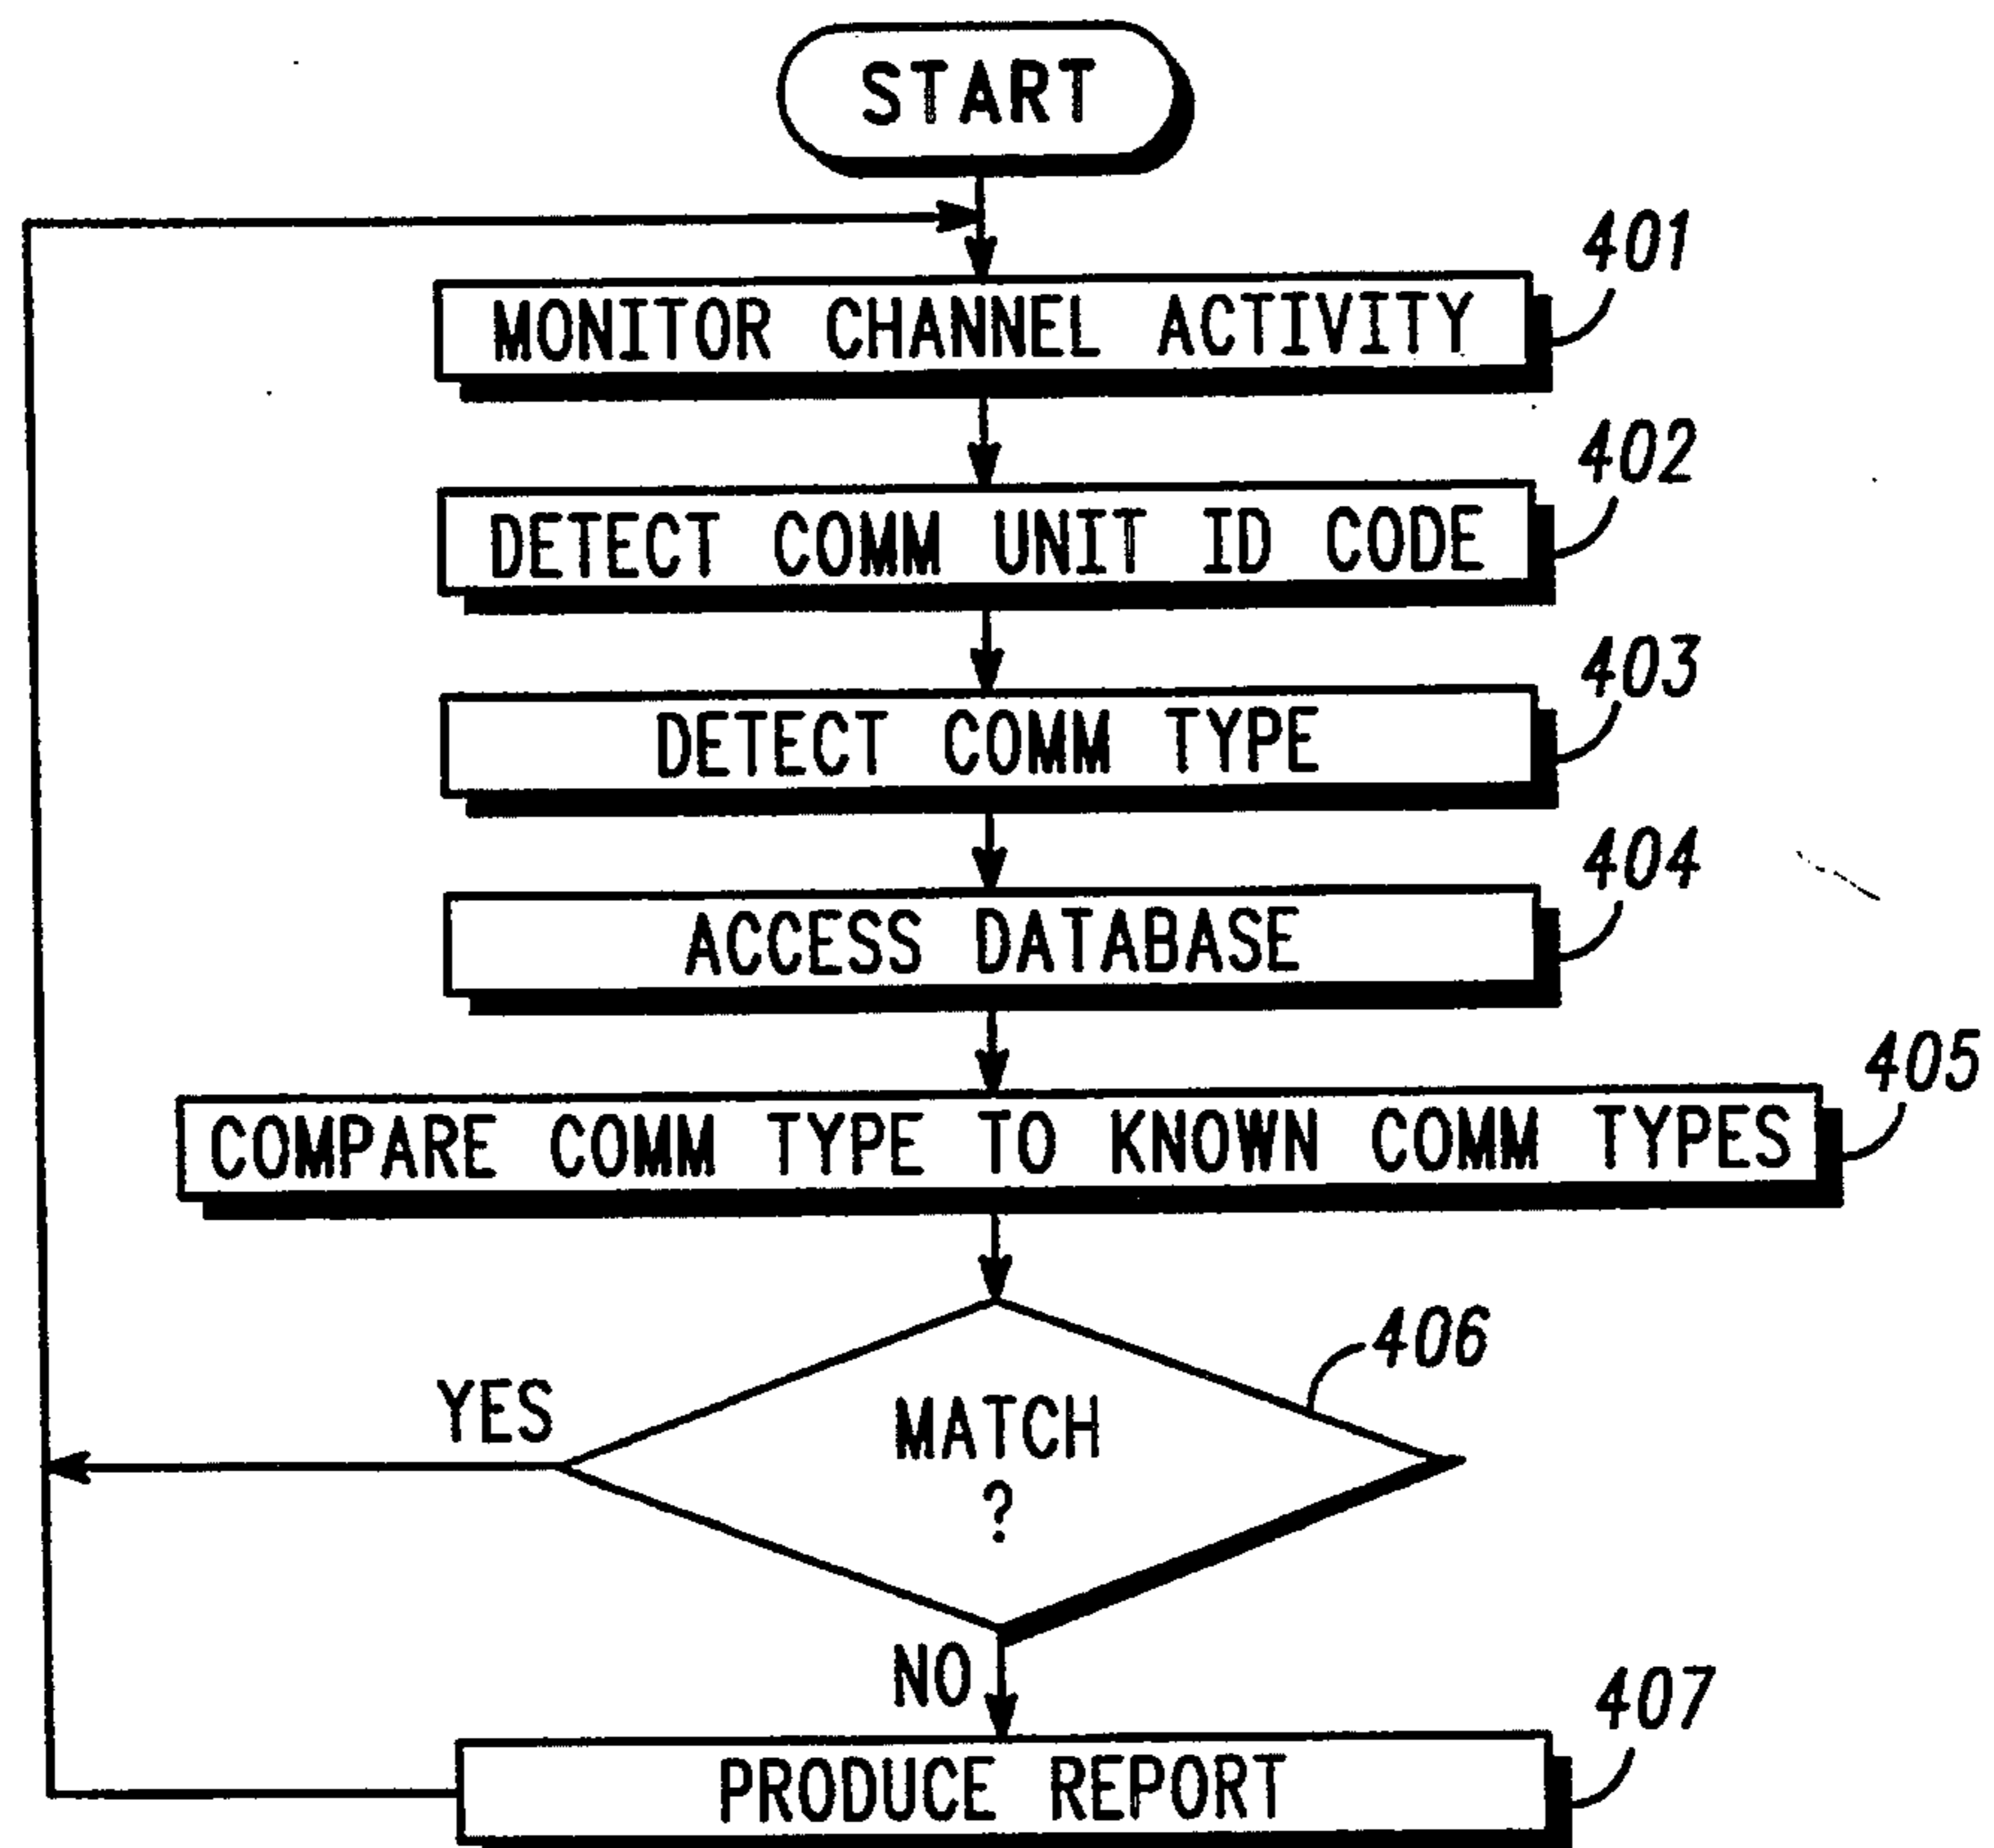 START
401
MONITOR CHANNEL ACTIVITY
402
DETECT COMM UNIT ID CODE
403
DETECT COMM TYPE
404
ACCESS DATABASE
405
COMPARE COMM TYPE TO KNOWN COMM TYPES
406
YES
MATCH
?
NO
407
PRODUCE REPORT